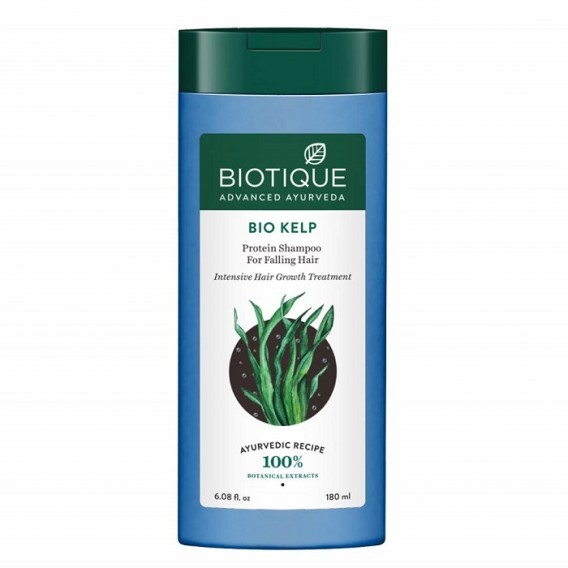 BIOTIQUE
ADVANCED AYURVEDA
BIO KELP
Protein Shampoo
For Falling Hair
Intensive Hair Growth Treatment
AYURVEDIC RECIPE
100%
BOTANICAL EXTRACTS
6.08 fl. oz
180 ml